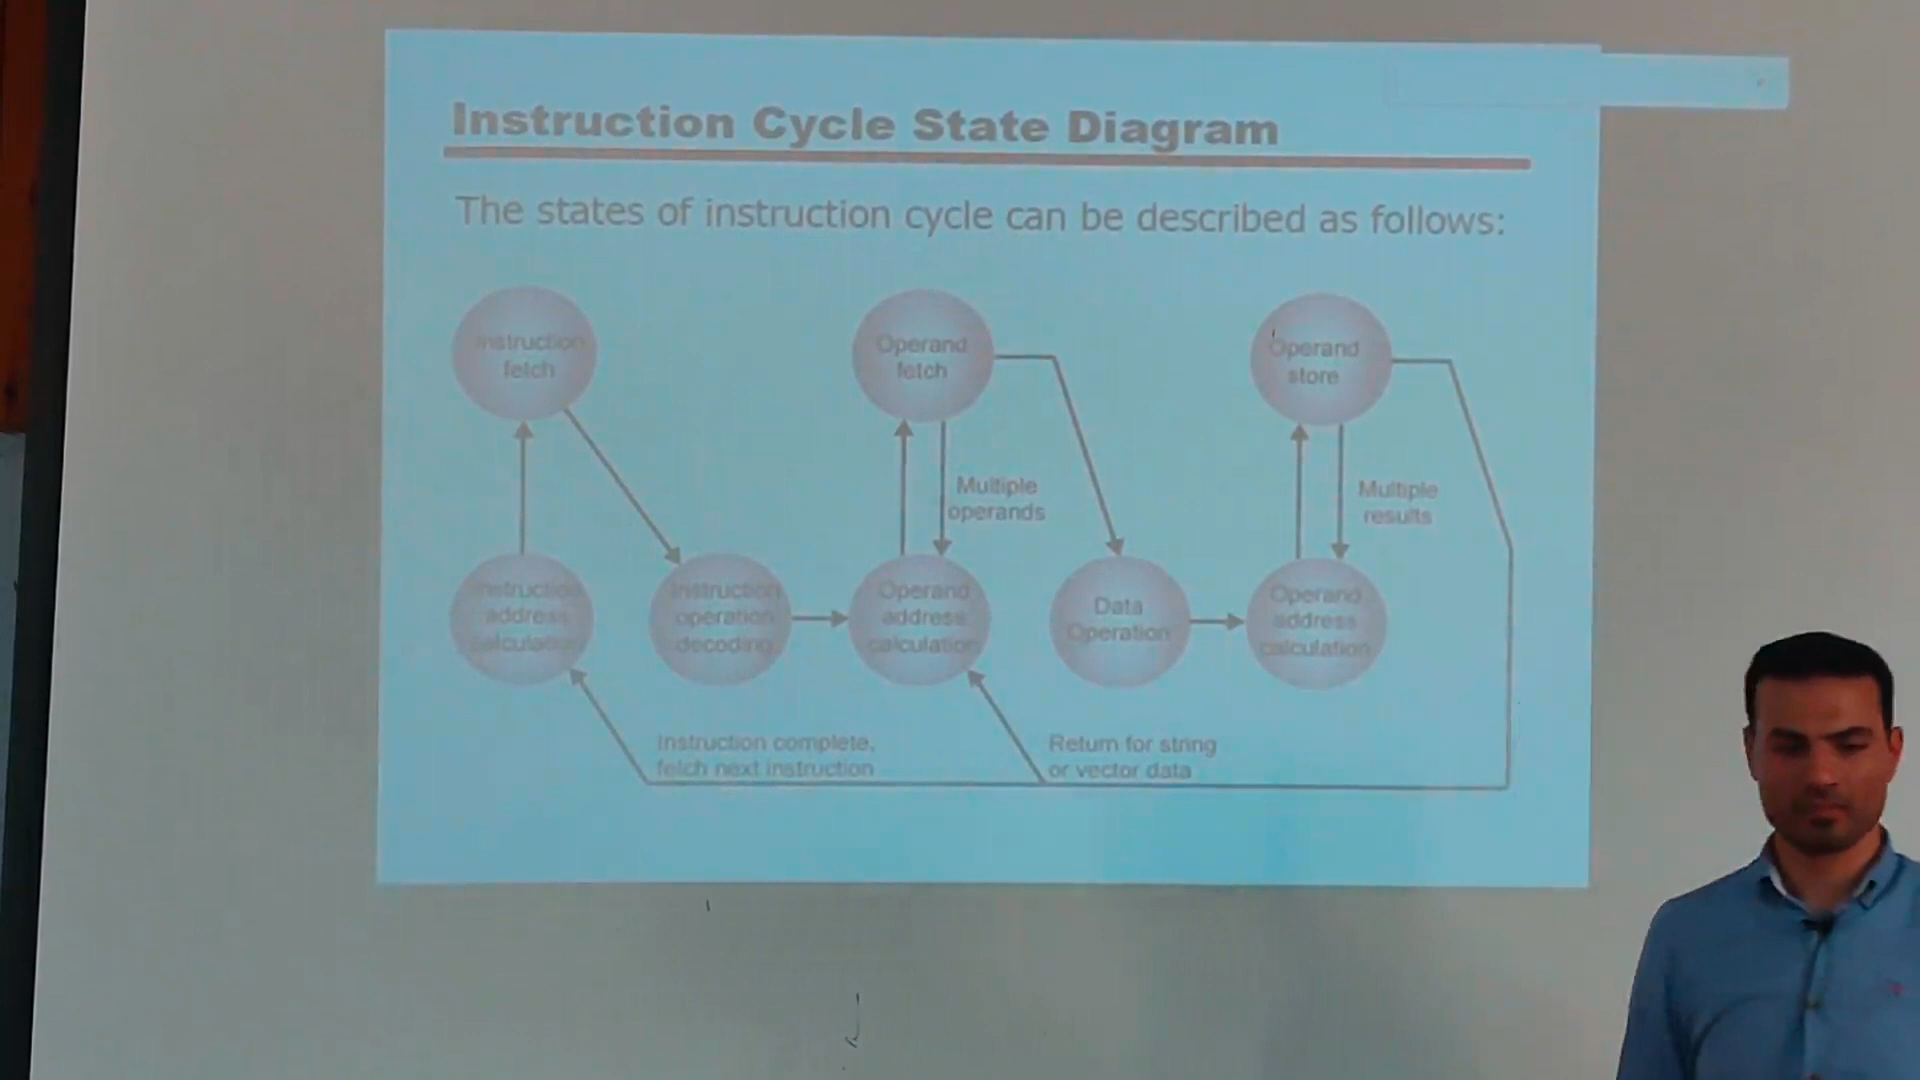 Instruction Cycle State Diagram
The states of instruction cycle can be described as follows:
Instruction
fetch
Operand
fetch
Operand
store
Multiple
operands
Multiple
results
Instruction
address
calculation
Instruction
operation
decoding
Operand
address
calculation
Data
Operation
Operand
address
calculation
Instruction complete,
fetch next instruction
Return for string
or vector data